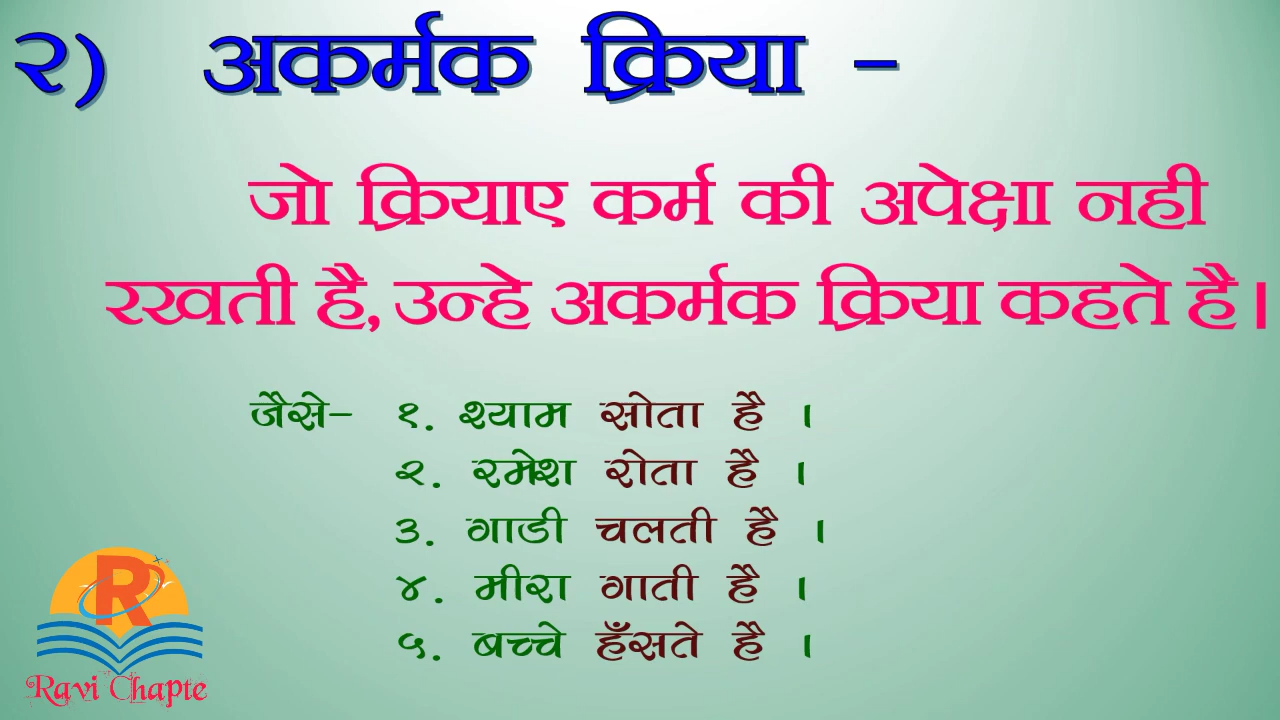 २) अकर्मक क्रिया -
जो क्रियाए कर्म की अपेक्षा नही
रखती है, उन्हे अकर्मक क्रिया कहते है।
जैसे- १. श्याम सोता है ।
२. रमेश रोता है ।
३. गाडी चलती है ।
४. मीरा गाती है ।
५. बच्चे हँसते है ।
R
Ravi Chapte